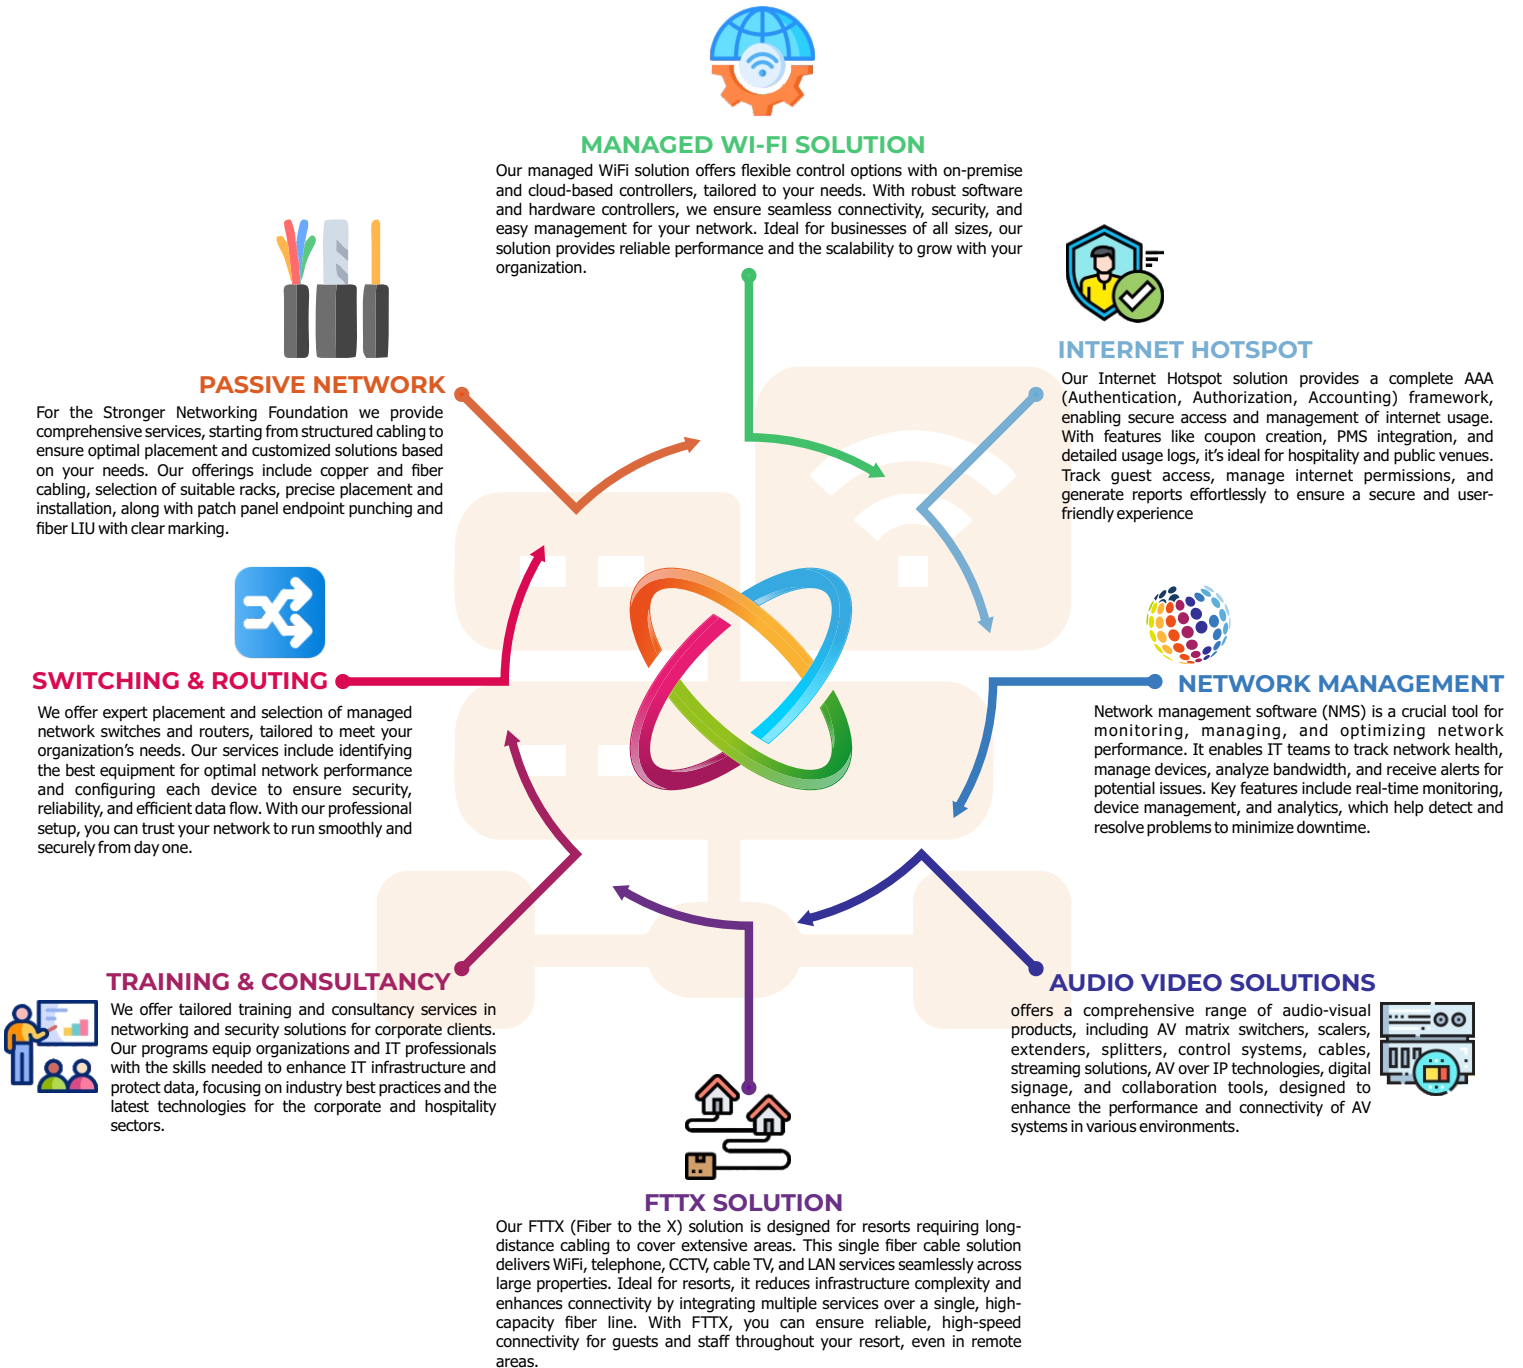 MANAGED WI-FI SOLUTION
Our managed WiFi solution offers flexible control options with on-premise
and cloud-based controllers, tailored to your needs. With robust software
and hardware controllers, we ensure seamless connectivity, security, and
easy management for your network. Ideal for businesses of all sizes, our
solution provides reliable performance and the scalability to grow with your
organization.
PASSIVE NETWORK
For the Stronger Networking Foundation we provide
comprehensive services, starting from structured cabling to
ensure optimal placement and customized solutions based
on your needs. Our offerings include copper and fiber
cabling, selection of suitable racks, precise placement and
installation, along with patch panel endpoint punching and
fiber LIU with clear marking.
INTERNET HOTSPOT
Our Internet Hotspot solution provides a complete AAA
(Authentication, Authorization, Accounting) framework,
enabling secure access and management of internet usage.
With features like coupon creation, PMS integration, and
detailed usage logs, it's ideal for hospitality and public venues.
Track guest access, manage internet permissions, and
generate reports effortlessly to ensure a secure and user-
friendly experience
SWITCHING & ROUTING
We offer expert placement and selection of managed
network switches and routers, tailored to meet your
organization's needs. Our services include identifying
the best equipment for optimal network performance
and configuring each device to ensure security,
reliability, and efficient data flow. With our professional
setup, you can trust your network to run smoothly and
securely from day one.
NETWORK MANAGEMENT
Network management software (NMS) is a crucial tool for
monitoring, managing, and optimizing network
performance. It enables IT teams to track network health,
manage devices, analyze bandwidth, and receive alerts for
potential issues. Key features include real-time monitoring,
device management, and analytics, which help detect and
resolve problems to minimize downtime.
TRAINING & CONSULTANCY
We offer tailored training and consultancy services in
networking and security solutions for corporate clients.
Our programs equip organizations and IT professionals
with the skills needed to enhance IT infrastructure and
protect data, focusing on industry best practices and the
latest technologies for the corporate and hospitality
sectors.
AUDIO VIDEO SOLUTIONS
offers a comprehensive range of audio-visual
products, including AV matrix switchers, scalers,
extenders, splitters, control systems, cables,
streaming solutions, AV over IP technologies, digital
signage, and collaboration tools, designed to
enhance the performance and connectivity of AV
systems in various environments.
FTTX SOLUTION
Our FTTX (Fiber to the X) solution is designed for resorts requiring long-
distance cabling to cover extensive areas. This single fiber cable solution
delivers WiFi, telephone, CCTV, cable TV, and LAN services seamlessly across
large properties. Ideal for resorts, it reduces infrastructure complexity and
enhances connectivity by integrating multiple services over a single, high-
capacity fiber line. With FTTX, you can ensure reliable, high-speed
connectivity for guests and staff throughout your resort, even in remote
areas.